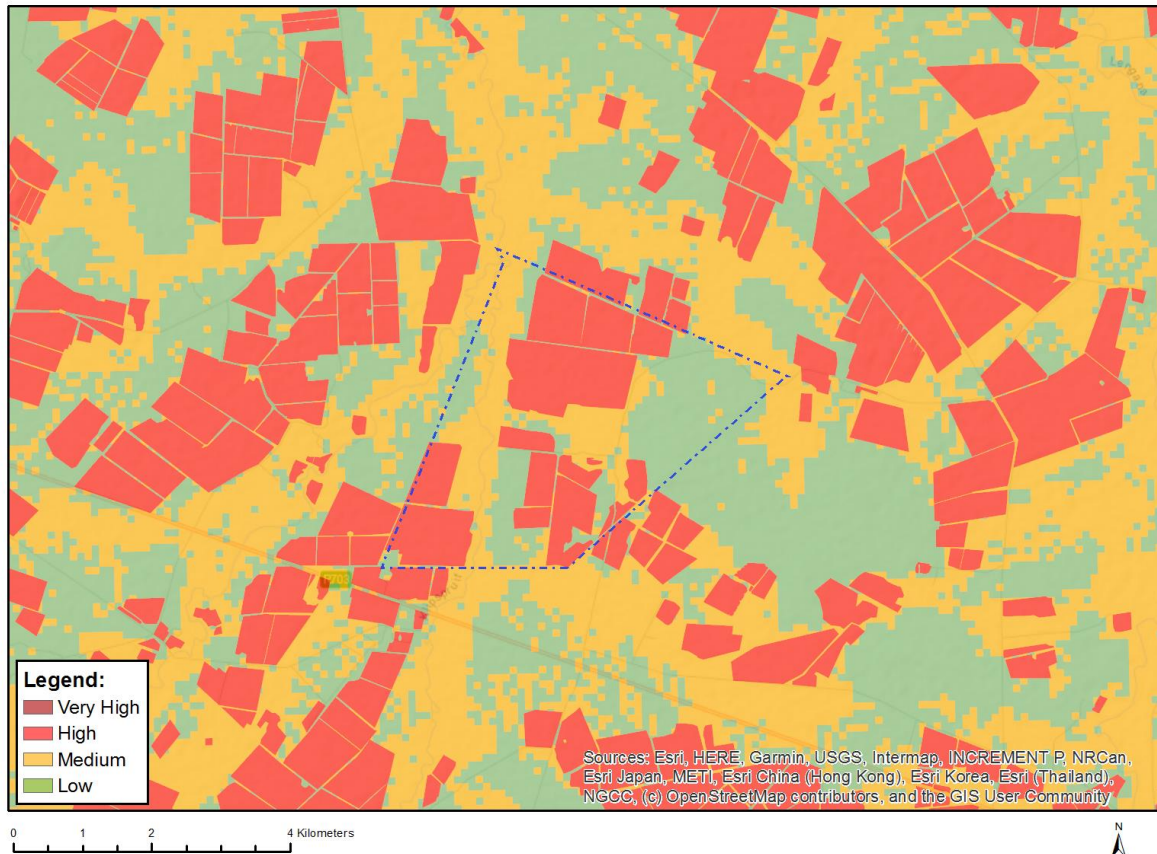 R702
Legend:
Very High
High
Medium
Low
Sources: Esri, HERE, Garmin, USGS, Intermap, INCREMENT P, NRCan,
Esri Japan, METI, Esri China (Hong Kong), Esri Korea, Esri (Thailand),
NGCC, (c) OpenStreetMap contributors, and the GIS User Community
0 1 2 4 Kilometers
N